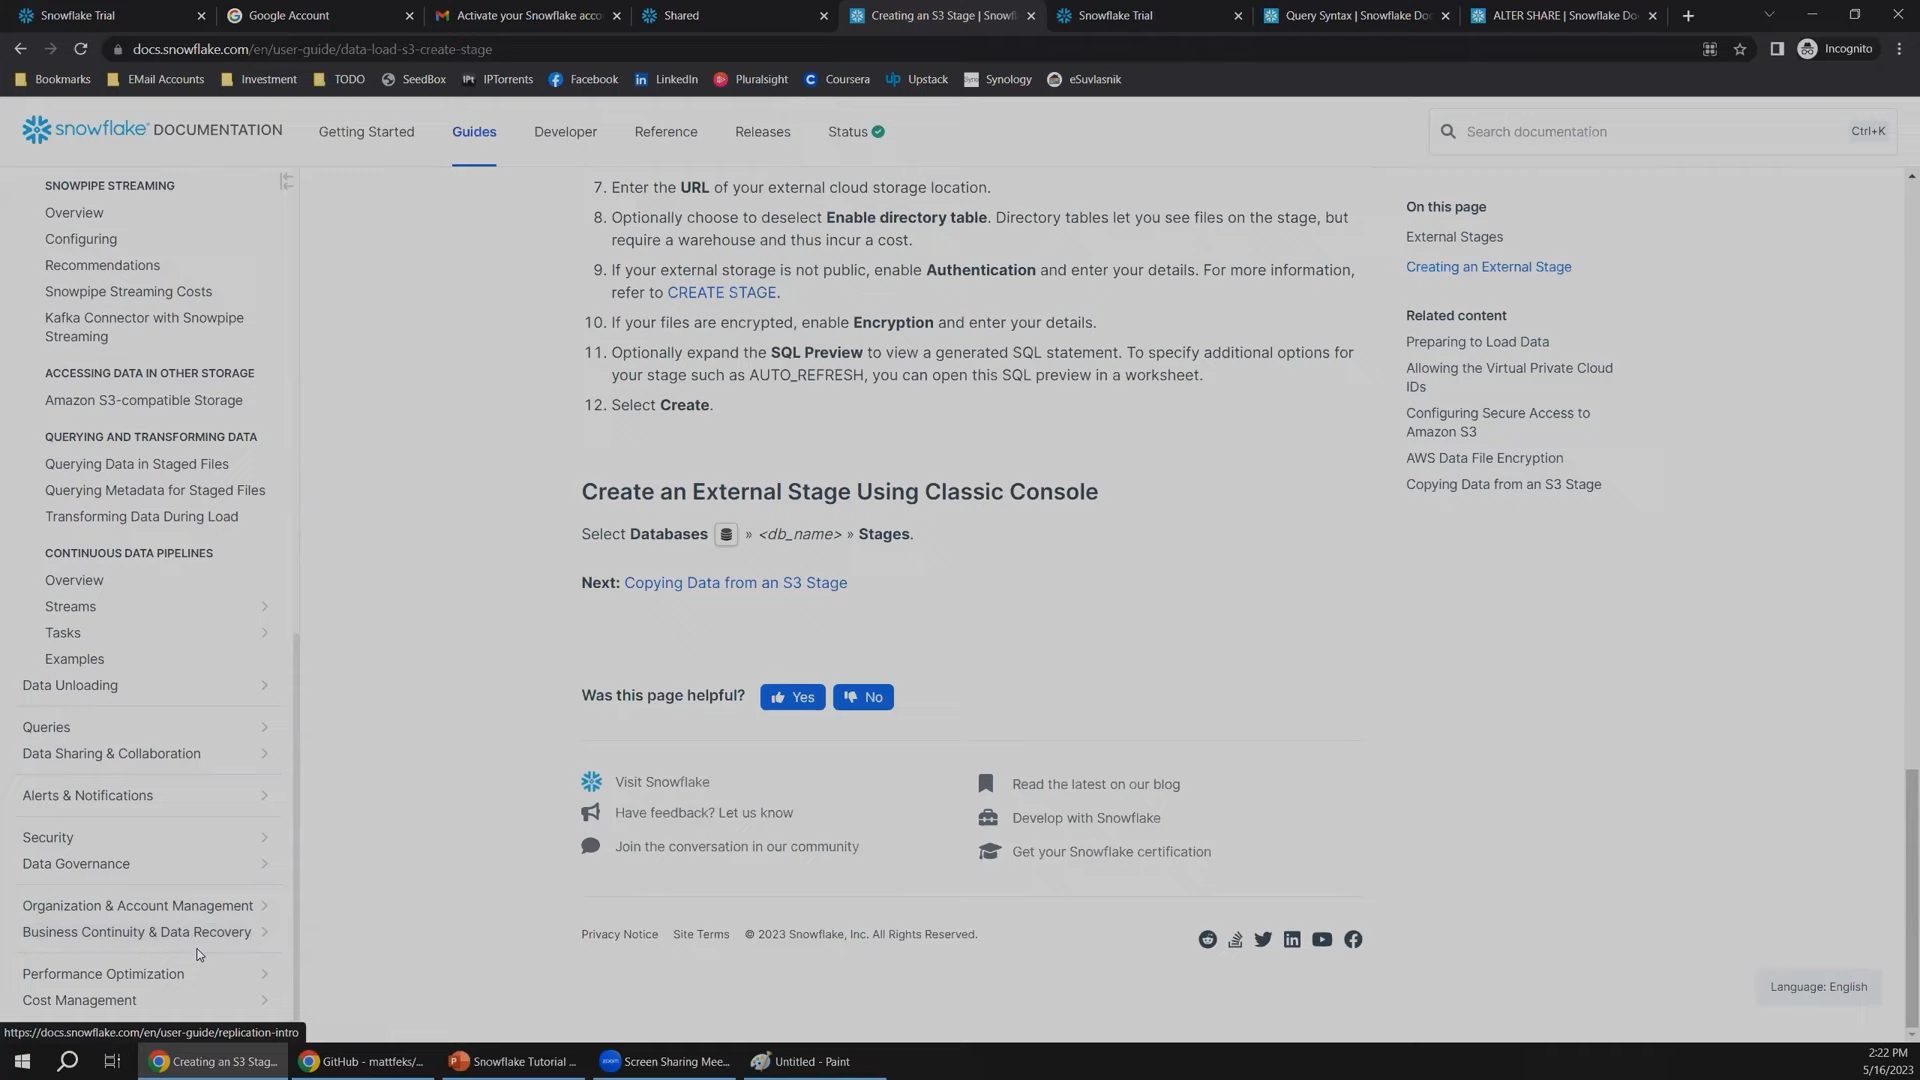 Snowflake Trial
Google Account
Activate your Snowflake acco
Shared
Creating an S3 Stage | Snowfl
Snowflake Trial
Query Syntax | Snowflake Doc
ALTER SHARE | Snowflake Do
docs.snowflake.com/en/user-guide/data-load-s3-create-stage
Incognito
Bookmarks
EMail Accounts
Investment
TODO
SeedBox
IPTorrents
Facebook
LinkedIn
Pluralsight
Coursera
Upstack
Synology
eSuvlasnik
snowflake DOCUMENTATION
Getting Started
Guides
Developer
Reference
Releases
Status
Search documentation
Ctrl+K
SNOWPIPE STREAMING
Overview
Configuring
Recommendations
Snowpipe Streaming Costs
Kafka Connector with Snowpipe
Streaming
ACCESSING DATA IN OTHER STORAGE
Amazon S3-compatible Storage
QUERYING AND TRANSFORMING DATA
Querying Data in Staged Files
Querying Metadata for Staged Files
Transforming Data During Load
CONTINUOUS DATA PIPELINES
Overview
Streams
Tasks
Examples
Data Unloading
Queries
Data Sharing & Collaboration
Alerts & Notifications
Security
Data Governance
Organization & Account Management
Business Continuity & Data Recovery
Performance Optimization
Cost Management
7. Enter the URL of your external cloud storage location.
8. Optionally choose to deselect Enable directory table. Directory tables let you see files on the stage, but
require a warehouse and thus incur a cost.
9. If your external storage is not public, enable Authentication and enter your details. For more information,
refer to CREATE STAGE.
10. If your files are encrypted, enable Encryption and enter your details.
11. Optionally expand the SQL Preview to view a generated SQL statement. To specify additional options for
your stage such as AUTO_REFRESH, you can open this SQL preview in a worksheet.
12. Select Create.
Create an External Stage Using Classic Console
Select Databases » <db_name> » Stages.
Next: Copying Data from an S3 Stage
Was this page helpful?
Yes
No
Visit Snowflake
Have feedback? Let us know
Join the conversation in our community
Read the latest on our blog
Develop with Snowflake
Get your Snowflake certification
Privacy Notice
Site Terms
© 2023 Snowflake, Inc. All Rights Reserved.
On this page
External Stages
Creating an External Stage
Related content
Preparing to Load Data
Allowing the Virtual Private Cloud
IDs
Configuring Secure Access to
Amazon S3
AWS Data File Encryption
Copying Data from an S3 Stage
Language: English
https://docs.snowflake.com/en/user-guide/replication-intro
Creating an S3 Stag...
GitHub - mattfeks/...
Snowflake Tutorial ...
zoom
Screen Sharing Mee...
Untitled - Paint
2:22 PM
5/16/2023